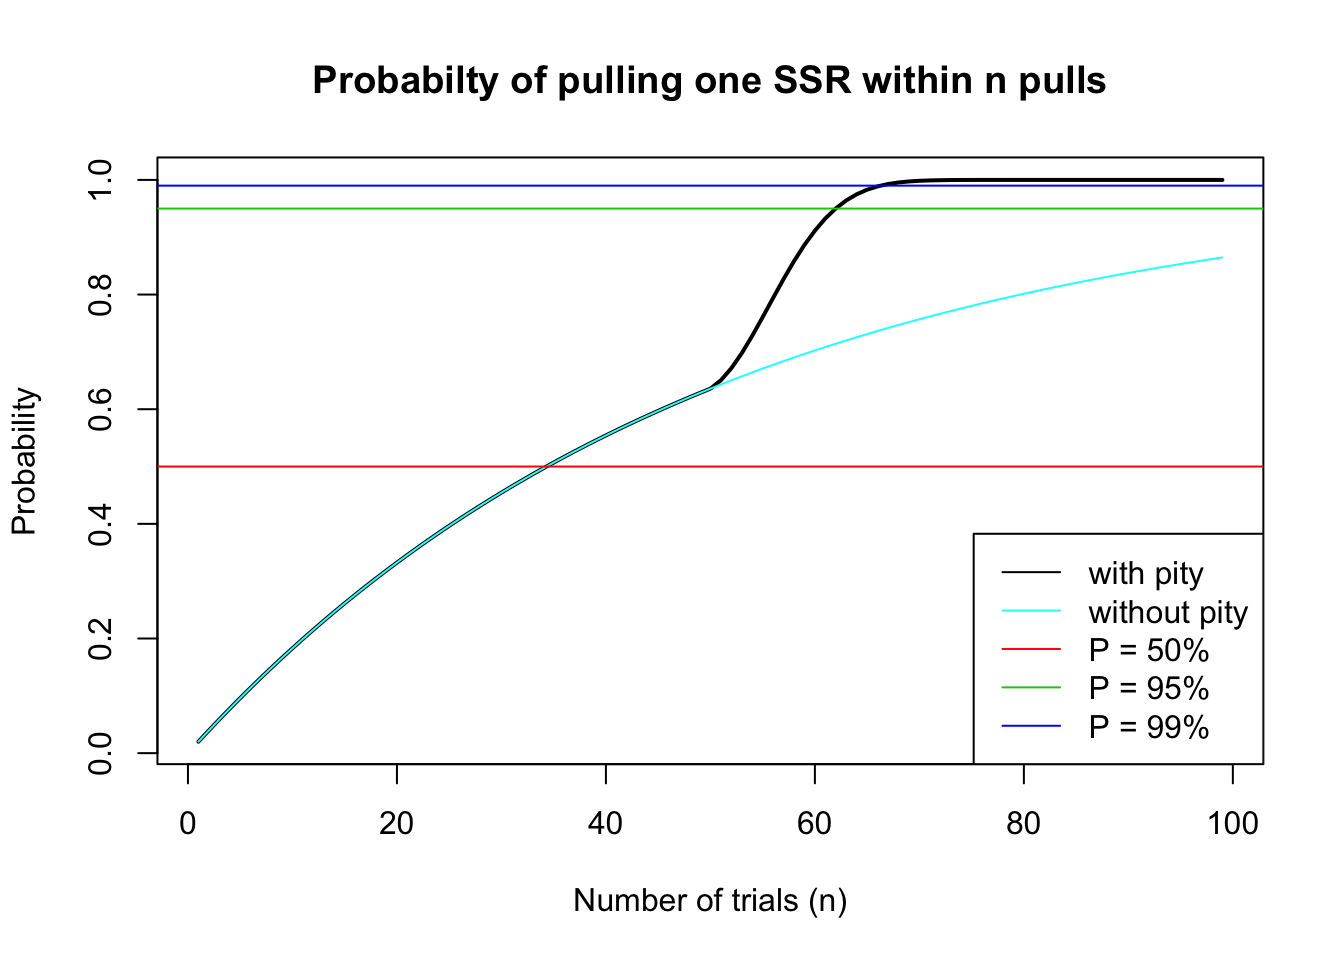 Probabilty of pulling one SSR within n pulls
Probability
1.0
0.8
0.6
0.4
0.2
0.0
with pity
without pity
P = 50%
P = 95%
P = 99%
0 20 40 60 80 100
Number of trials (n)